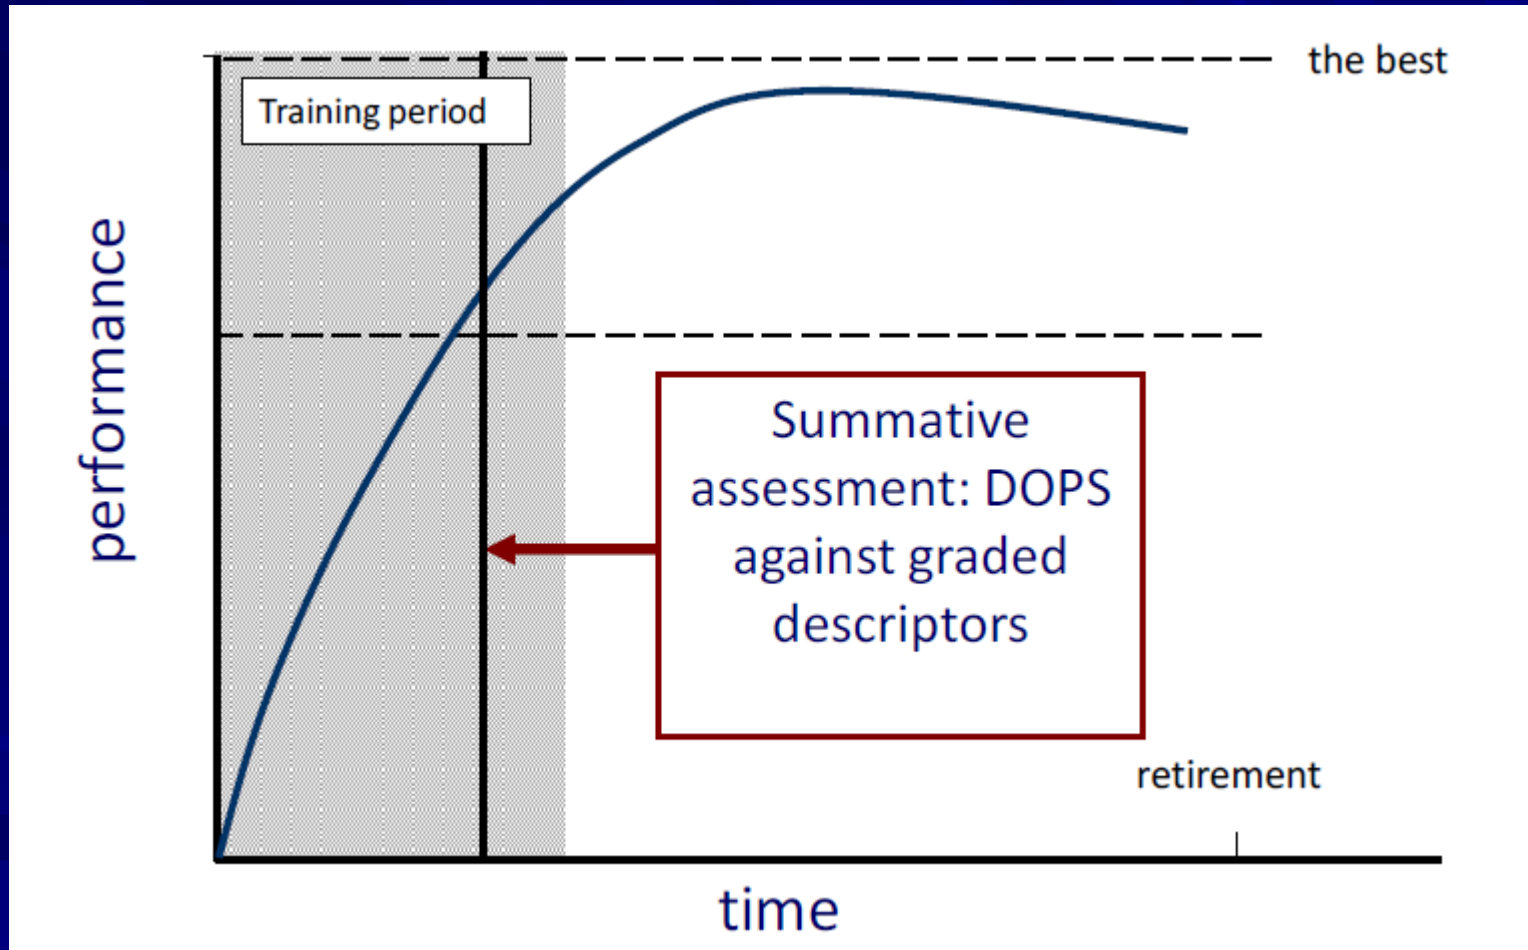 the best
Training period
performance
Summative
assessment: DOPS
against graded
descriptors
retirement
time